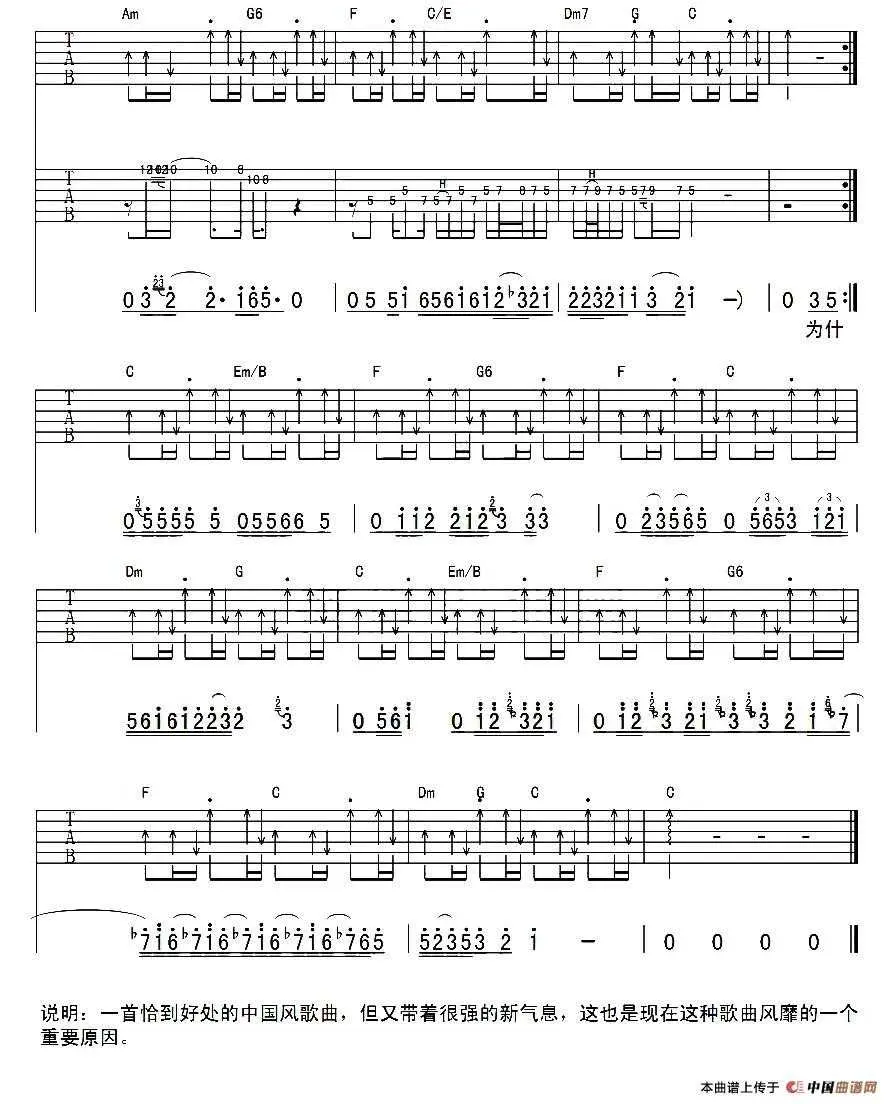 Am G6 F C/E Dm7 G C
T
A
B
T
A
B
12 10 12 10 10 8
10 8
5 5 5 7 5 7 5 7 5 7 8 7 5
H
7 7 9 7 5 5 7 9 7 5
H
0 3 2 2· 1 6 5· 0 | 0 5 5 1 6 5 6 1 6 1 2 ♭3 2 1 | 2 2 3 2 1 1 3 2 1 —) | 0 3 5 :
为什
C Em/B F G6 F C
T
A
B
0 5 5 5 5 5 0 5 5 6 6 5 | 0 1 1 2 2 1 2 3 3 3 | 0 2 3 5 6 5 0 5 6 5 3 1 2 1
Dm G C Em/B F G6
T
A
B
5 6 1 6 1 2 2 3 2 3 | 0 5 6 1 0 1 2 3 2 1 | 0 1 2 ♭3 2 1 ♭3 ♭3 2 1 ♭7
F C Dm G C C
T
A
B
♭7 1 6 ♭7 1 6 ♭7 1 6 ♭7 1 6 ♭7 6 5 | 5 2 3 5 3 2 1 — | 0 0 0 0
说明：一首恰到好处的中国风歌曲，但又带着很强的新气息，这也是现在这种歌曲风靡的一个
重要原因。
本曲谱上传于 中国曲谱网